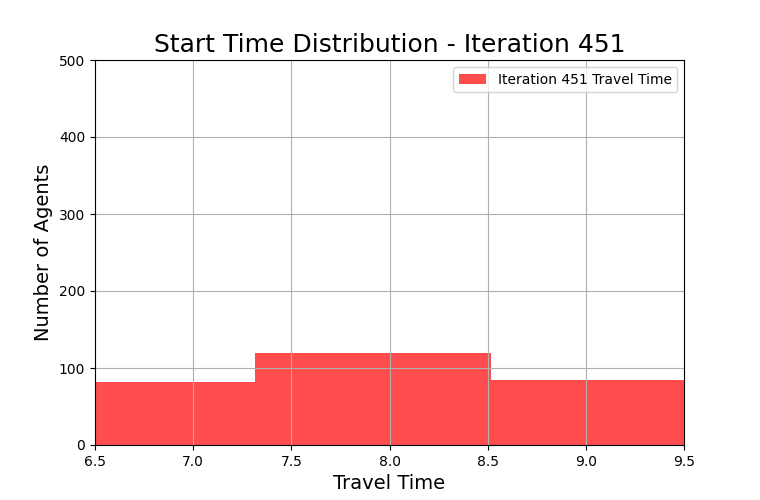 Start Time Distribution - Iteration 451
500
Iteration 451 Travel Time
400
300
200
100
0
Number of Agents
6.5 7.0 7.5 8.0 8.5 9.0 9.5
Travel Time